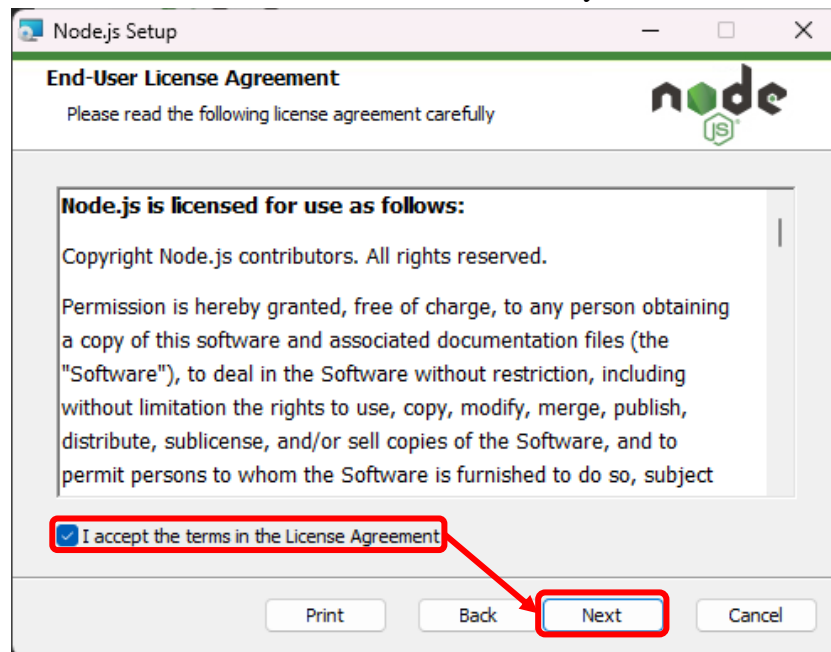 Node.js Setup
End-User License Agreement
Please read the following license agreement carefully
node
JS
Node.js is licensed for use as follows:
Copyright Node.js contributors. All rights reserved.
Permission is hereby granted, free of charge, to any person obtaining
a copy of this software and associated documentation files (the
"Software"), to deal in the Software without restriction, including
without limitation the rights to use, copy, modify, merge, publish,
distribute, sublicense, and/or sell copies of the Software, and to
permit persons to whom the Software is furnished to do so, subject
I accept the terms in the License Agreement
Print Back Next Cancel